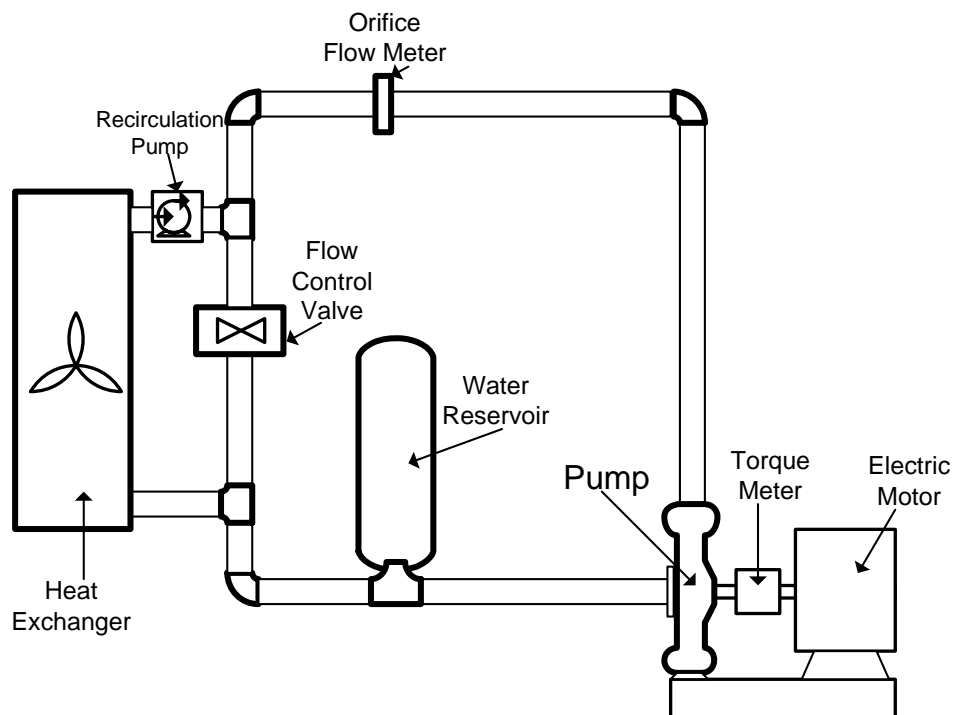 Orifice
Flow Meter
Recirculation
Pump
Flow
Control
Valve
Water
Reservoir
Pump
Torque
Meter
Electric
Motor
Heat
Exchanger